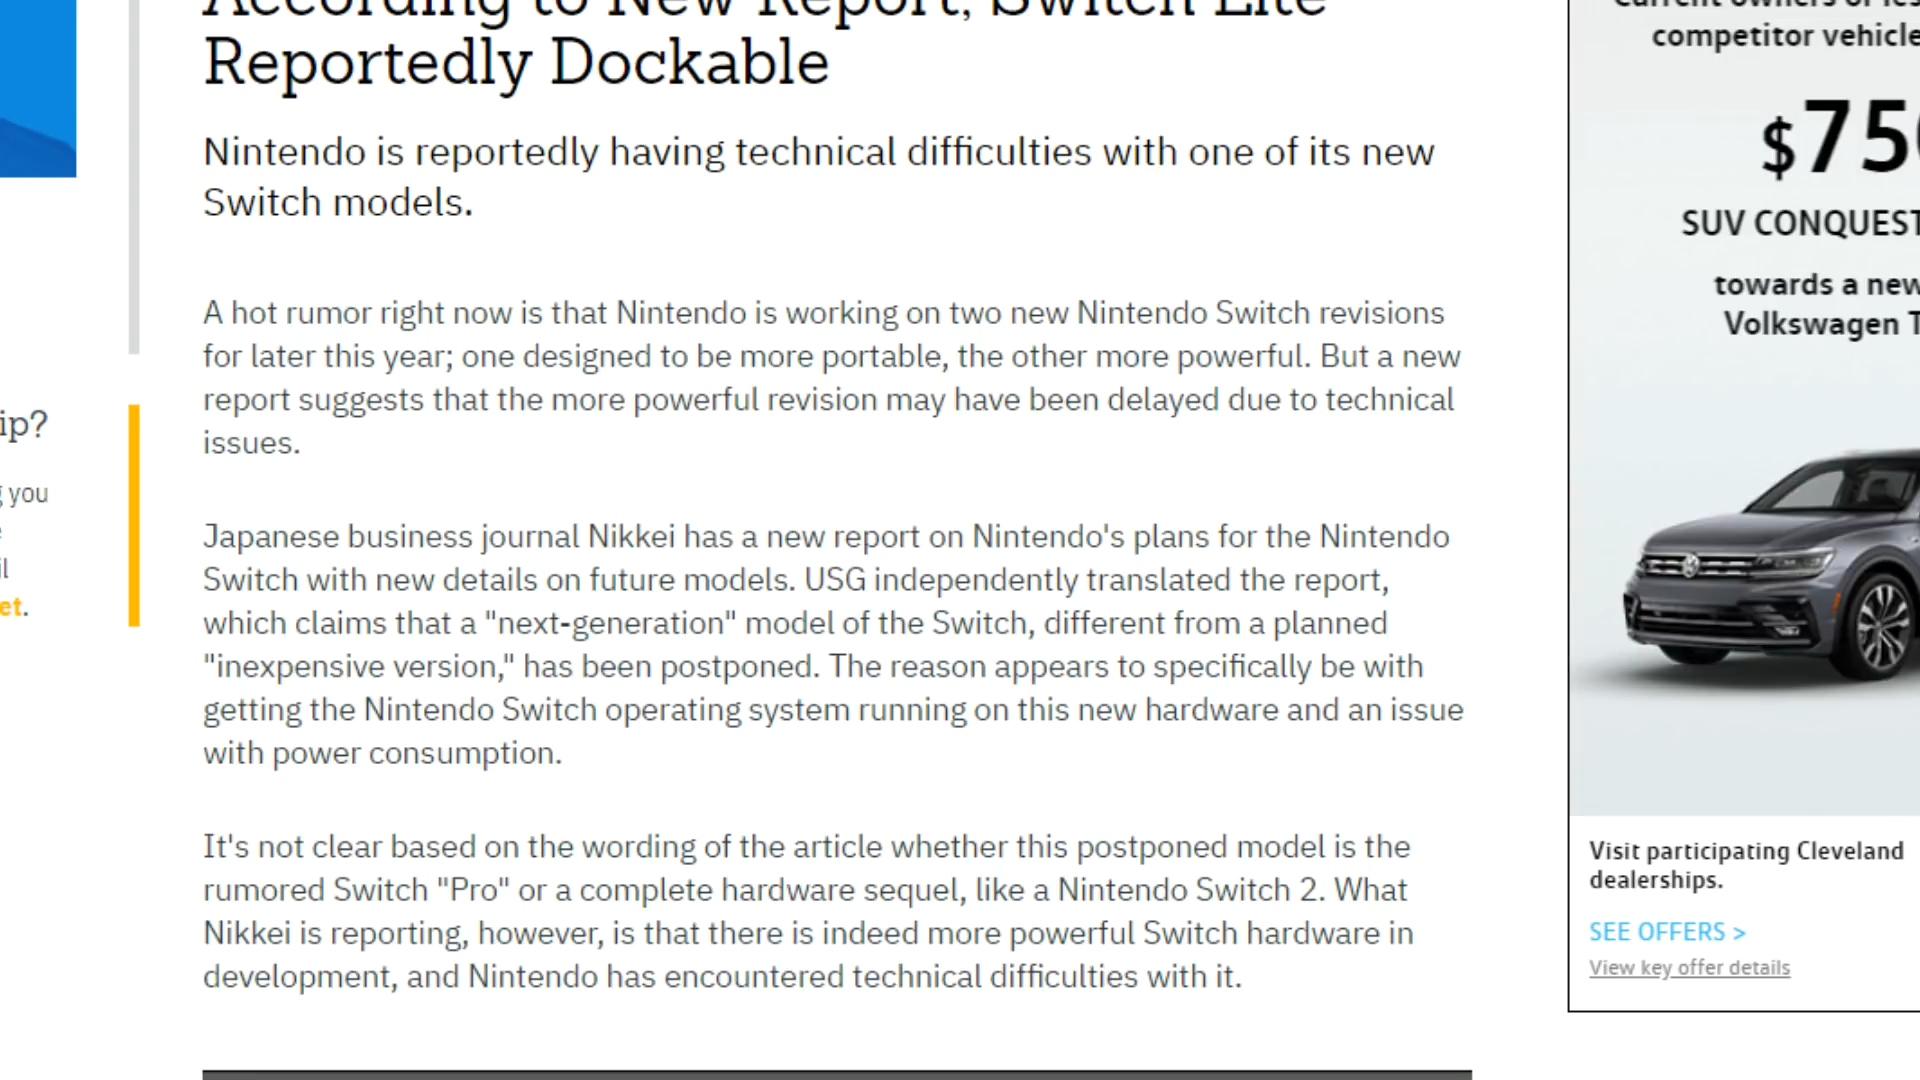 According to New Report, Switch Lite
Reportedly Dockable
Nintendo is reportedly having technical difficulties with one of its new
Switch models.
A hot rumor right now is that Nintendo is working on two new Nintendo Switch revisions
for later this year; one designed to be more portable, the other more powerful. But a new
report suggests that the more powerful revision may have been delayed due to technical
issues.
Japanese business journal Nikkei has a new report on Nintendo's plans for the Nintendo
Switch with new details on future models. USG independently translated the report,
which claims that a "next-generation" model of the Switch, different from a planned
"inexpensive version," has been postponed. The reason appears to specifically be with
getting the Nintendo Switch operating system running on this new hardware and an issue
with power consumption.
It's not clear based on the wording of the article whether this postponed model is the
rumored Switch "Pro" or a complete hardware sequel, like a Nintendo Switch 2. What
Nikkei is reporting, however, is that there is indeed more powerful Switch hardware in
development, and Nintendo has encountered technical difficulties with it.
ip?
you
et.
Current owners or
competitor vehicle
$75
SUV CONQUEST
towards a new
Volkswagen T
Visit participating Cleveland
dealerships.
SEE OFFERS >
View key offer details